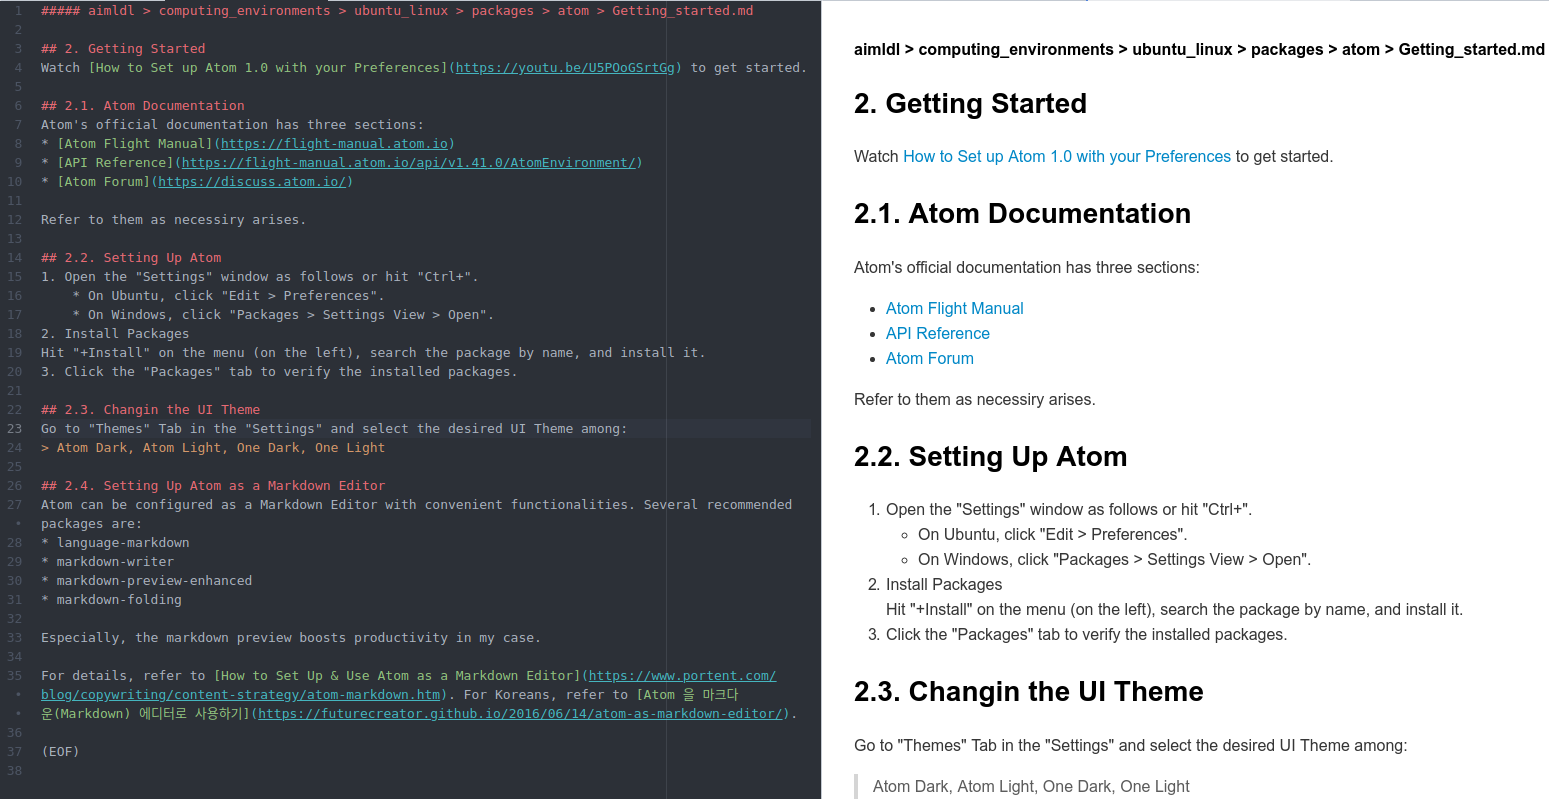 1 ##### aimldl > computing_environments > ubuntu_linux > packages > atom > Getting_started.md
2
3 ## 2. Getting Started
4 Watch [How to Set up Atom 1.0 with your Preferences](https://youtu.be/U5POoGSrtGg) to get started.
5
6 ## 2.1. Atom Documentation
7 Atom's official documentation has three sections:
8 * [Atom Flight Manual](https://flight-manual.atom.io)
9 * [API Reference](https://flight-manual.atom.io/api/v1.41.0/AtomEnvironment/)
10 * [Atom Forum](https://discuss.atom.io/)
11
12 Refer to them as necessiry arises.
13
14 ## 2.2. Setting Up Atom
15 1. Open the "Settings" window as follows or hit "Ctrl+".
16     * On Ubuntu, click "Edit > Preferences".
17     * On Windows, click "Packages > Settings View > Open".
18 2. Install Packages
19 Hit "+Install" on the menu (on the left), search the package by name, and install it.
20 3. Click the "Packages" tab to verify the installed packages.
21
22 ## 2.3. Changin the UI Theme
23 Go to "Themes" Tab in the "Settings" and select the desired UI Theme among:
24 > Atom Dark, Atom Light, One Dark, One Light
25
26 ## 2.4. Setting Up Atom as a Markdown Editor
27 Atom can be configured as a Markdown Editor with convenient functionalities. Several recommended
• packages are:
28 * language-markdown
29 * markdown-writer
30 * markdown-preview-enhanced
31 * markdown-folding
32
33 Especially, the markdown preview boosts productivity in my case.
34
35 For details, refer to [How to Set Up & Use Atom as a Markdown Editor](https://www.portent.com/
• blog/copywriting/content-strategy/atom-markdown.htm). For Koreans, refer to [Atom 을 마크다
• 운(Markdown) 에디터로 사용하기](https://futurecreator.github.io/2016/06/14/atom-as-markdown-editor/).
36
37 (EOF)
38
aimldl > computing_environments > ubuntu_linux > packages > atom > Getting_started.md
2. Getting Started
Watch How to Set up Atom 1.0 with your Preferences to get started.
2.1. Atom Documentation
Atom's official documentation has three sections:
• Atom Flight Manual
• API Reference
• Atom Forum
Refer to them as necessiry arises.
2.2. Setting Up Atom
1. Open the "Settings" window as follows or hit "Ctrl+".
◦ On Ubuntu, click "Edit > Preferences".
◦ On Windows, click "Packages > Settings View > Open".
2. Install Packages
Hit "+Install" on the menu (on the left), search the package by name, and install it.
3. Click the "Packages" tab to verify the installed packages.
2.3. Changin the UI Theme
Go to "Themes" Tab in the "Settings" and select the desired UI Theme among:
Atom Dark, Atom Light, One Dark, One Light